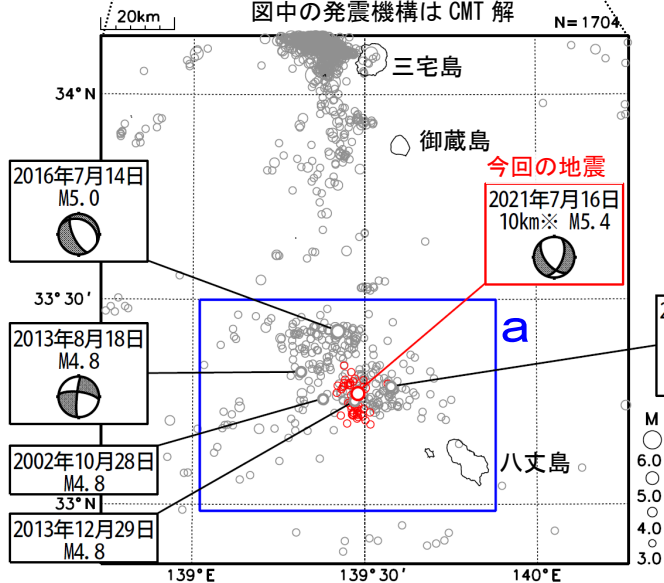 図中の発震機構は CMT 解
20km
N=1704
三宅島
34°N
御蔵島
今回の地震
2016年7月14日
M5.0
2021年7月16日
10km※ M5.4
33°30'
a
2
2013年8月18日
M4.8
M
6.0
5.0
4.0
3.0
2002年10月28日
M4.8
八丈島
33°N
2013年12月29日
M4.8
139°E
139°30'
140°E